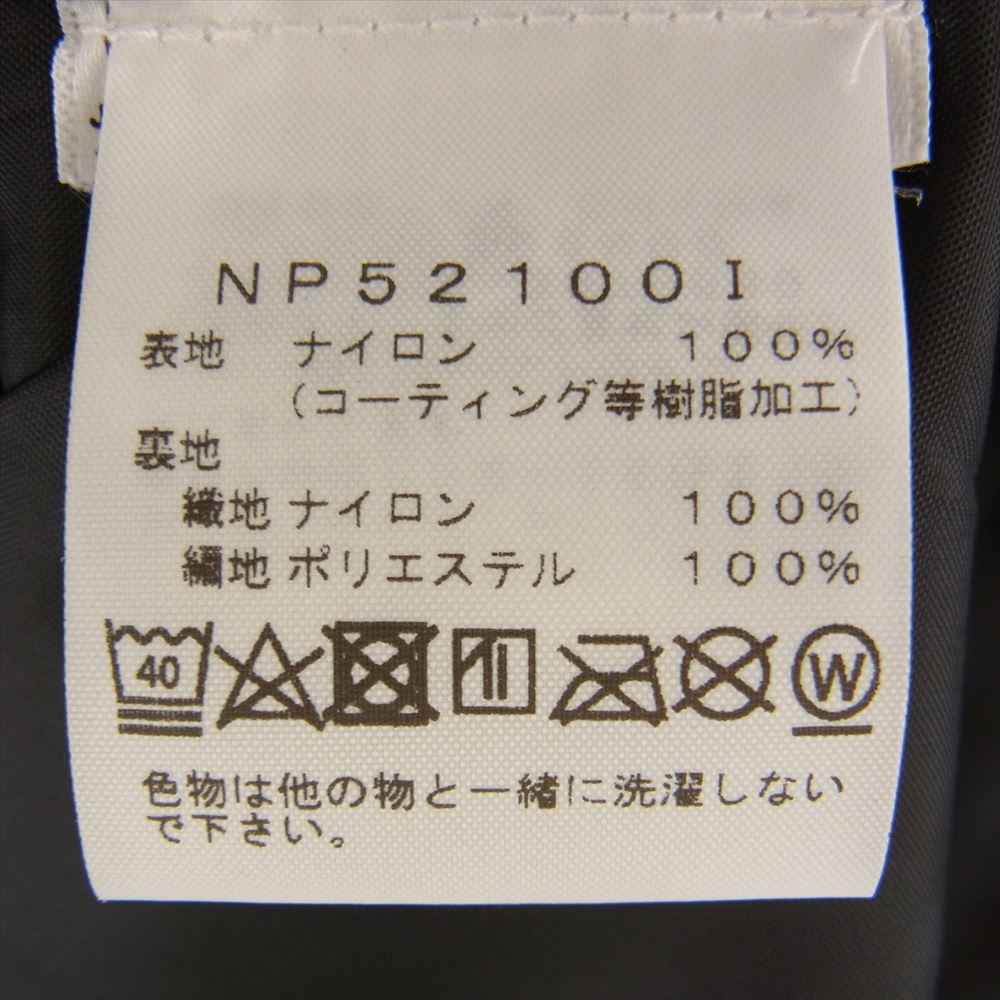 NP52100I
表地 ナイロン 100%
(コーティング等樹脂加工)
裏地
織地 ナイロン 100%
編地 ポリエステル 100%
40
W
色物は他の物と一緒に洗濯しない
で下さい。